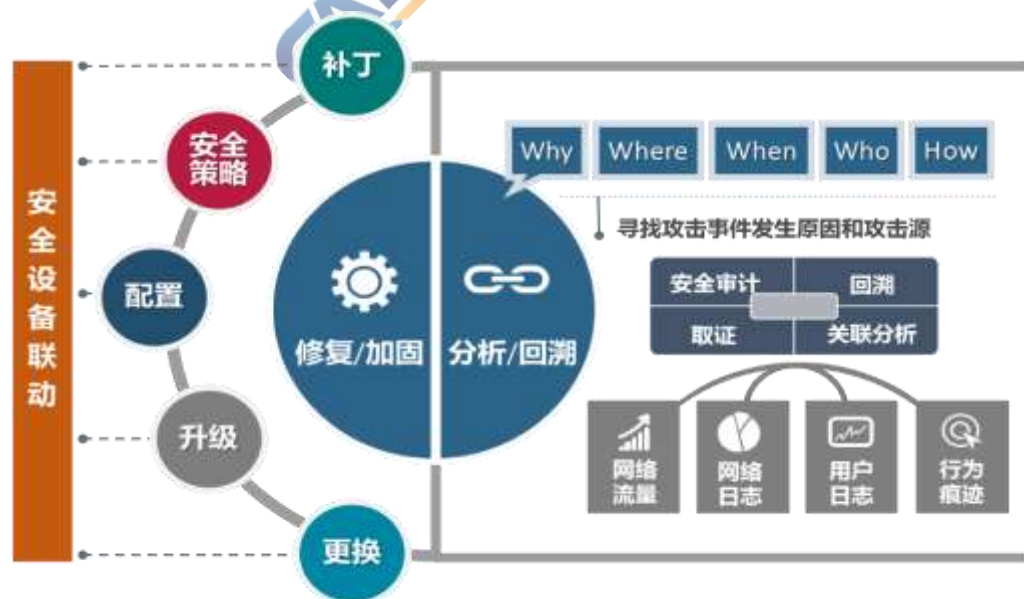 安全设备联动
补丁
安全
策略
配置
升级
更换
修复/加固
分析/回溯
Why
Where
When
Who
How
寻找攻击事件发生原因和攻击源
安全审计
回溯
取证
关联分析
网络
流量
网络
日志
用户
日志
行为
痕迹